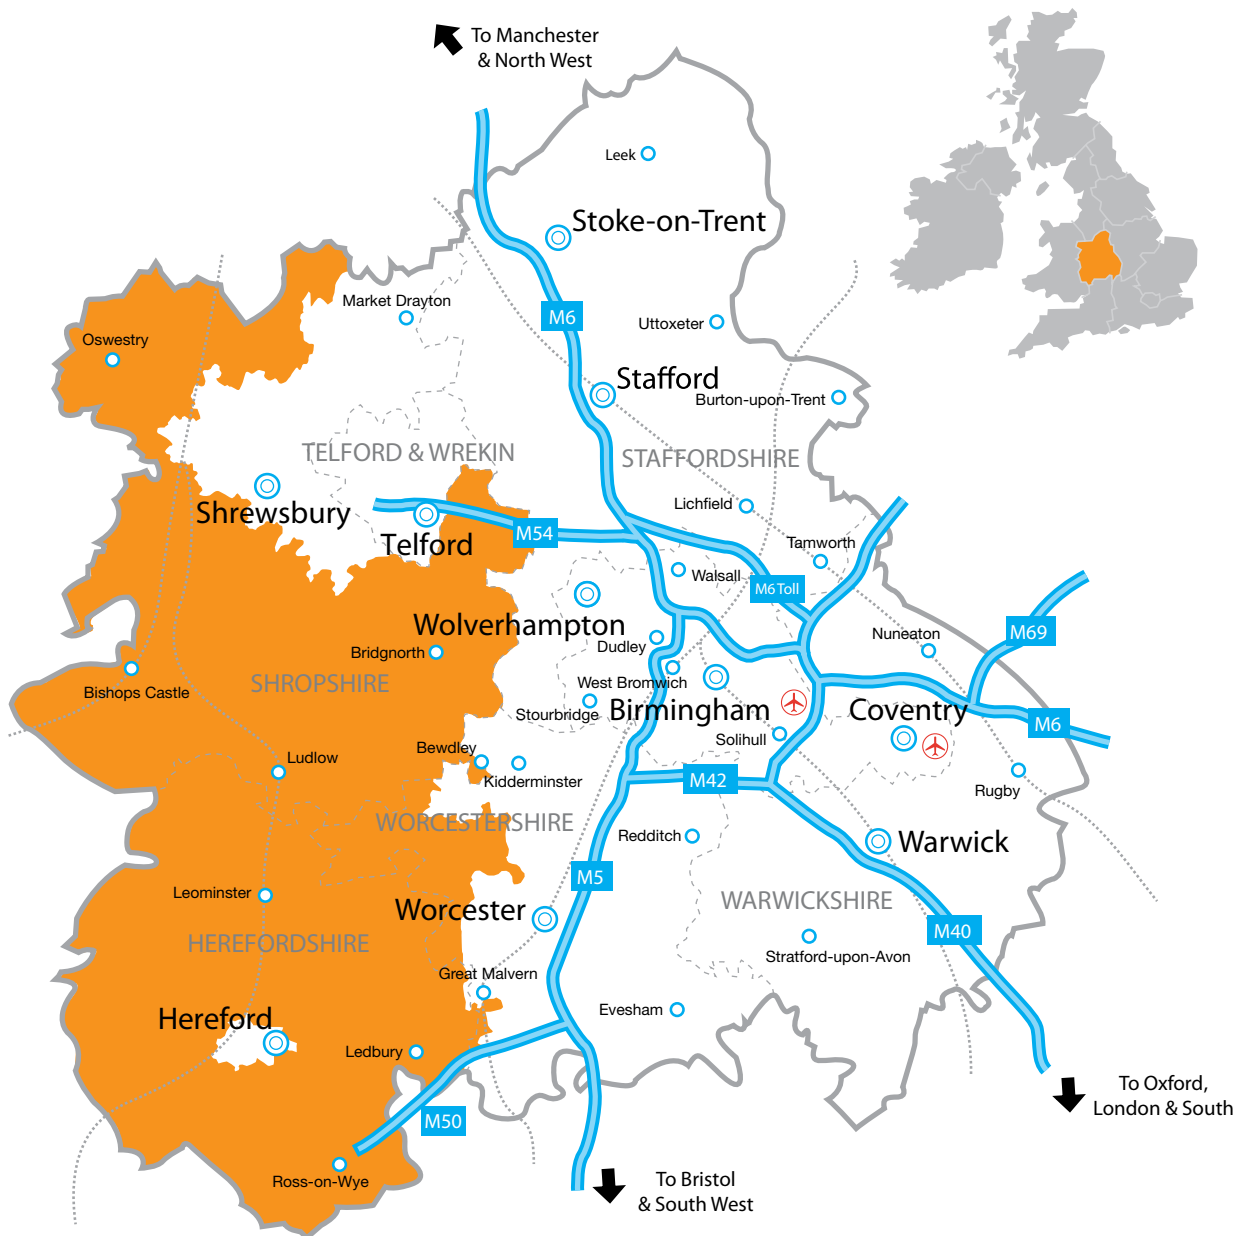 To Manchester
& North West
Leek
Stoke-on-Trent
Market Drayton
M6
Uttoxeter
Oswestry
Stafford
Burton-upon-Trent
TELFORD & WREKIN
STAFFORDSHIRE
Shrewsbury
Lichfield
M54
Telford
Tamworth
Walsall
M6 Toll
Wolverhampton
Dudley
Nuneaton
M69
Bridgnorth
SHROPSHIRE
West Bromwich
Bishops Castle
Stourbridge
Birmingham
Coventry
M6
Solihull
Bewdley
Ludlow
Kidderminster
M42
Rugby
WORCESTERSHIRE
Redditch
Warwick
M5
Leominster
WARWICKSHIRE
Worcester
M40
HEREFORDSHIRE
Stratford-upon-Avon
Great Malvern
Evesham
Hereford
Ledbury
To Oxford,
London & South
M50
Ross-on-Wye
To Bristol
& South West